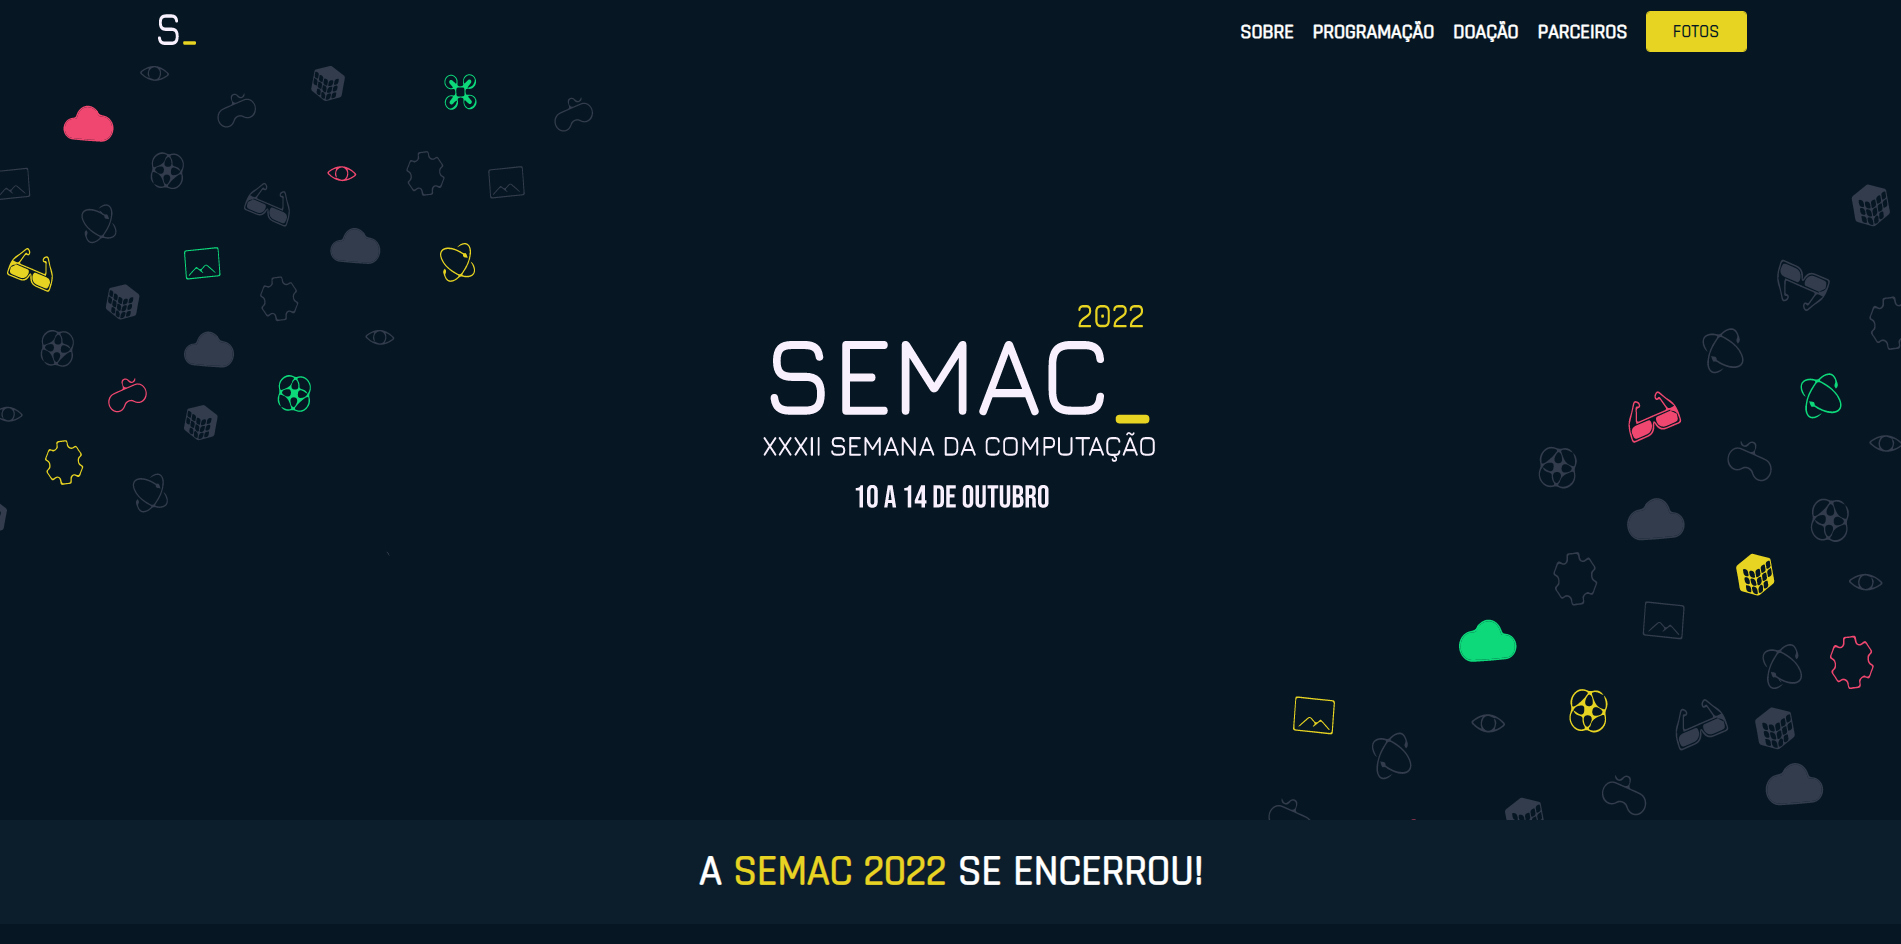 S_
SOBRE PROGRAMAÇÃO DOAÇÃO PARCEIROS FOTOS
2022
SEMAC_
XXXII SEMANA DA COMPUTAÇÃO
10 A 14 DE OUTUBRO
A SEMAC 2022 SE ENCERROU!